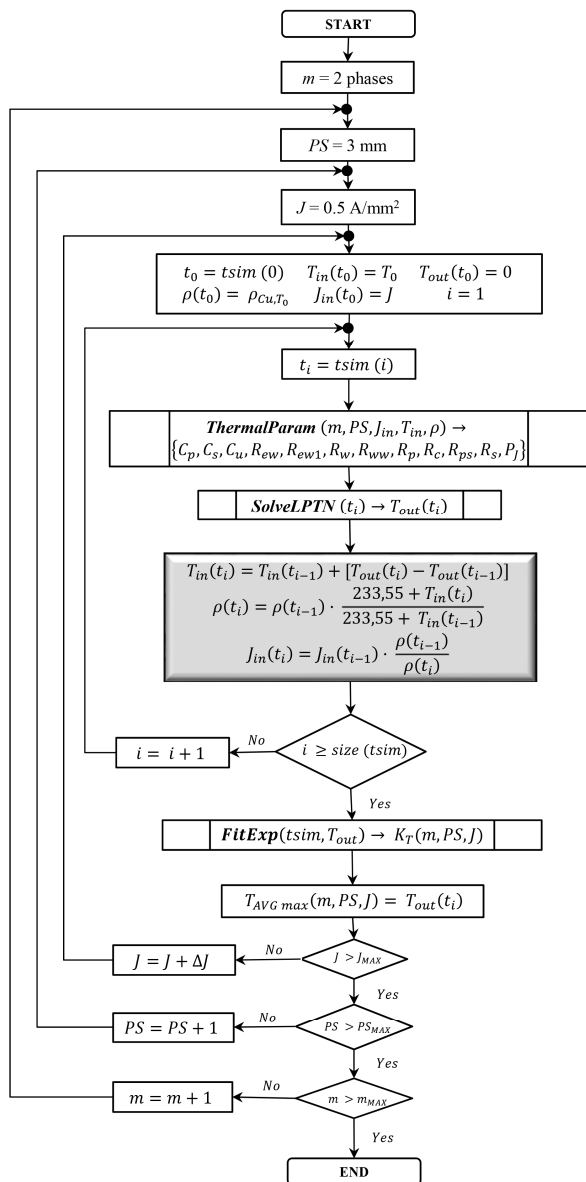 START
m = 2 phases
PS = 3 mm
J = 0.5 A/mm²
t₀ = tsim (0) T_in(t₀) = T₀ T_out(t₀) = 0
ρ(t₀) = ρ_Cu,T₀ J_in(t₀) = J i = 1
t_i = tsim (i)
ThermalParam (m, PS, J_in, T_in, ρ) →
{C_p, C_s, C_u, R_ew, R_ew1, R_w, R_ww, R_p, R_c, R_ps, R_s, P_J}
SolveLPTN (t_i) → T_out(t_i)
T_in(t_i) = T_in(t_i−1) + [T_out(t_i) − T_out(t_i−1)]
ρ(t_i) = ρ(t_i−1) · 233,55 + T_in(t_i) / 233,55 + T_in(t_i−1)
J_in(t_i) = J_in(t_i−1) · ρ(t_i−1) / ρ(t_i)
i ≥ size (tsim)
No
i = i + 1
Yes
FitExp(tsim, T_out) → K_T(m, PS, J)
T_AVG max(m, PS, J) = T_out(t_i)
J > J_MAX
No
J = J + ΔJ
Yes
PS > PS_MAX
No
PS = PS + 1
Yes
m > m_MAX
No
m = m + 1
Yes
END